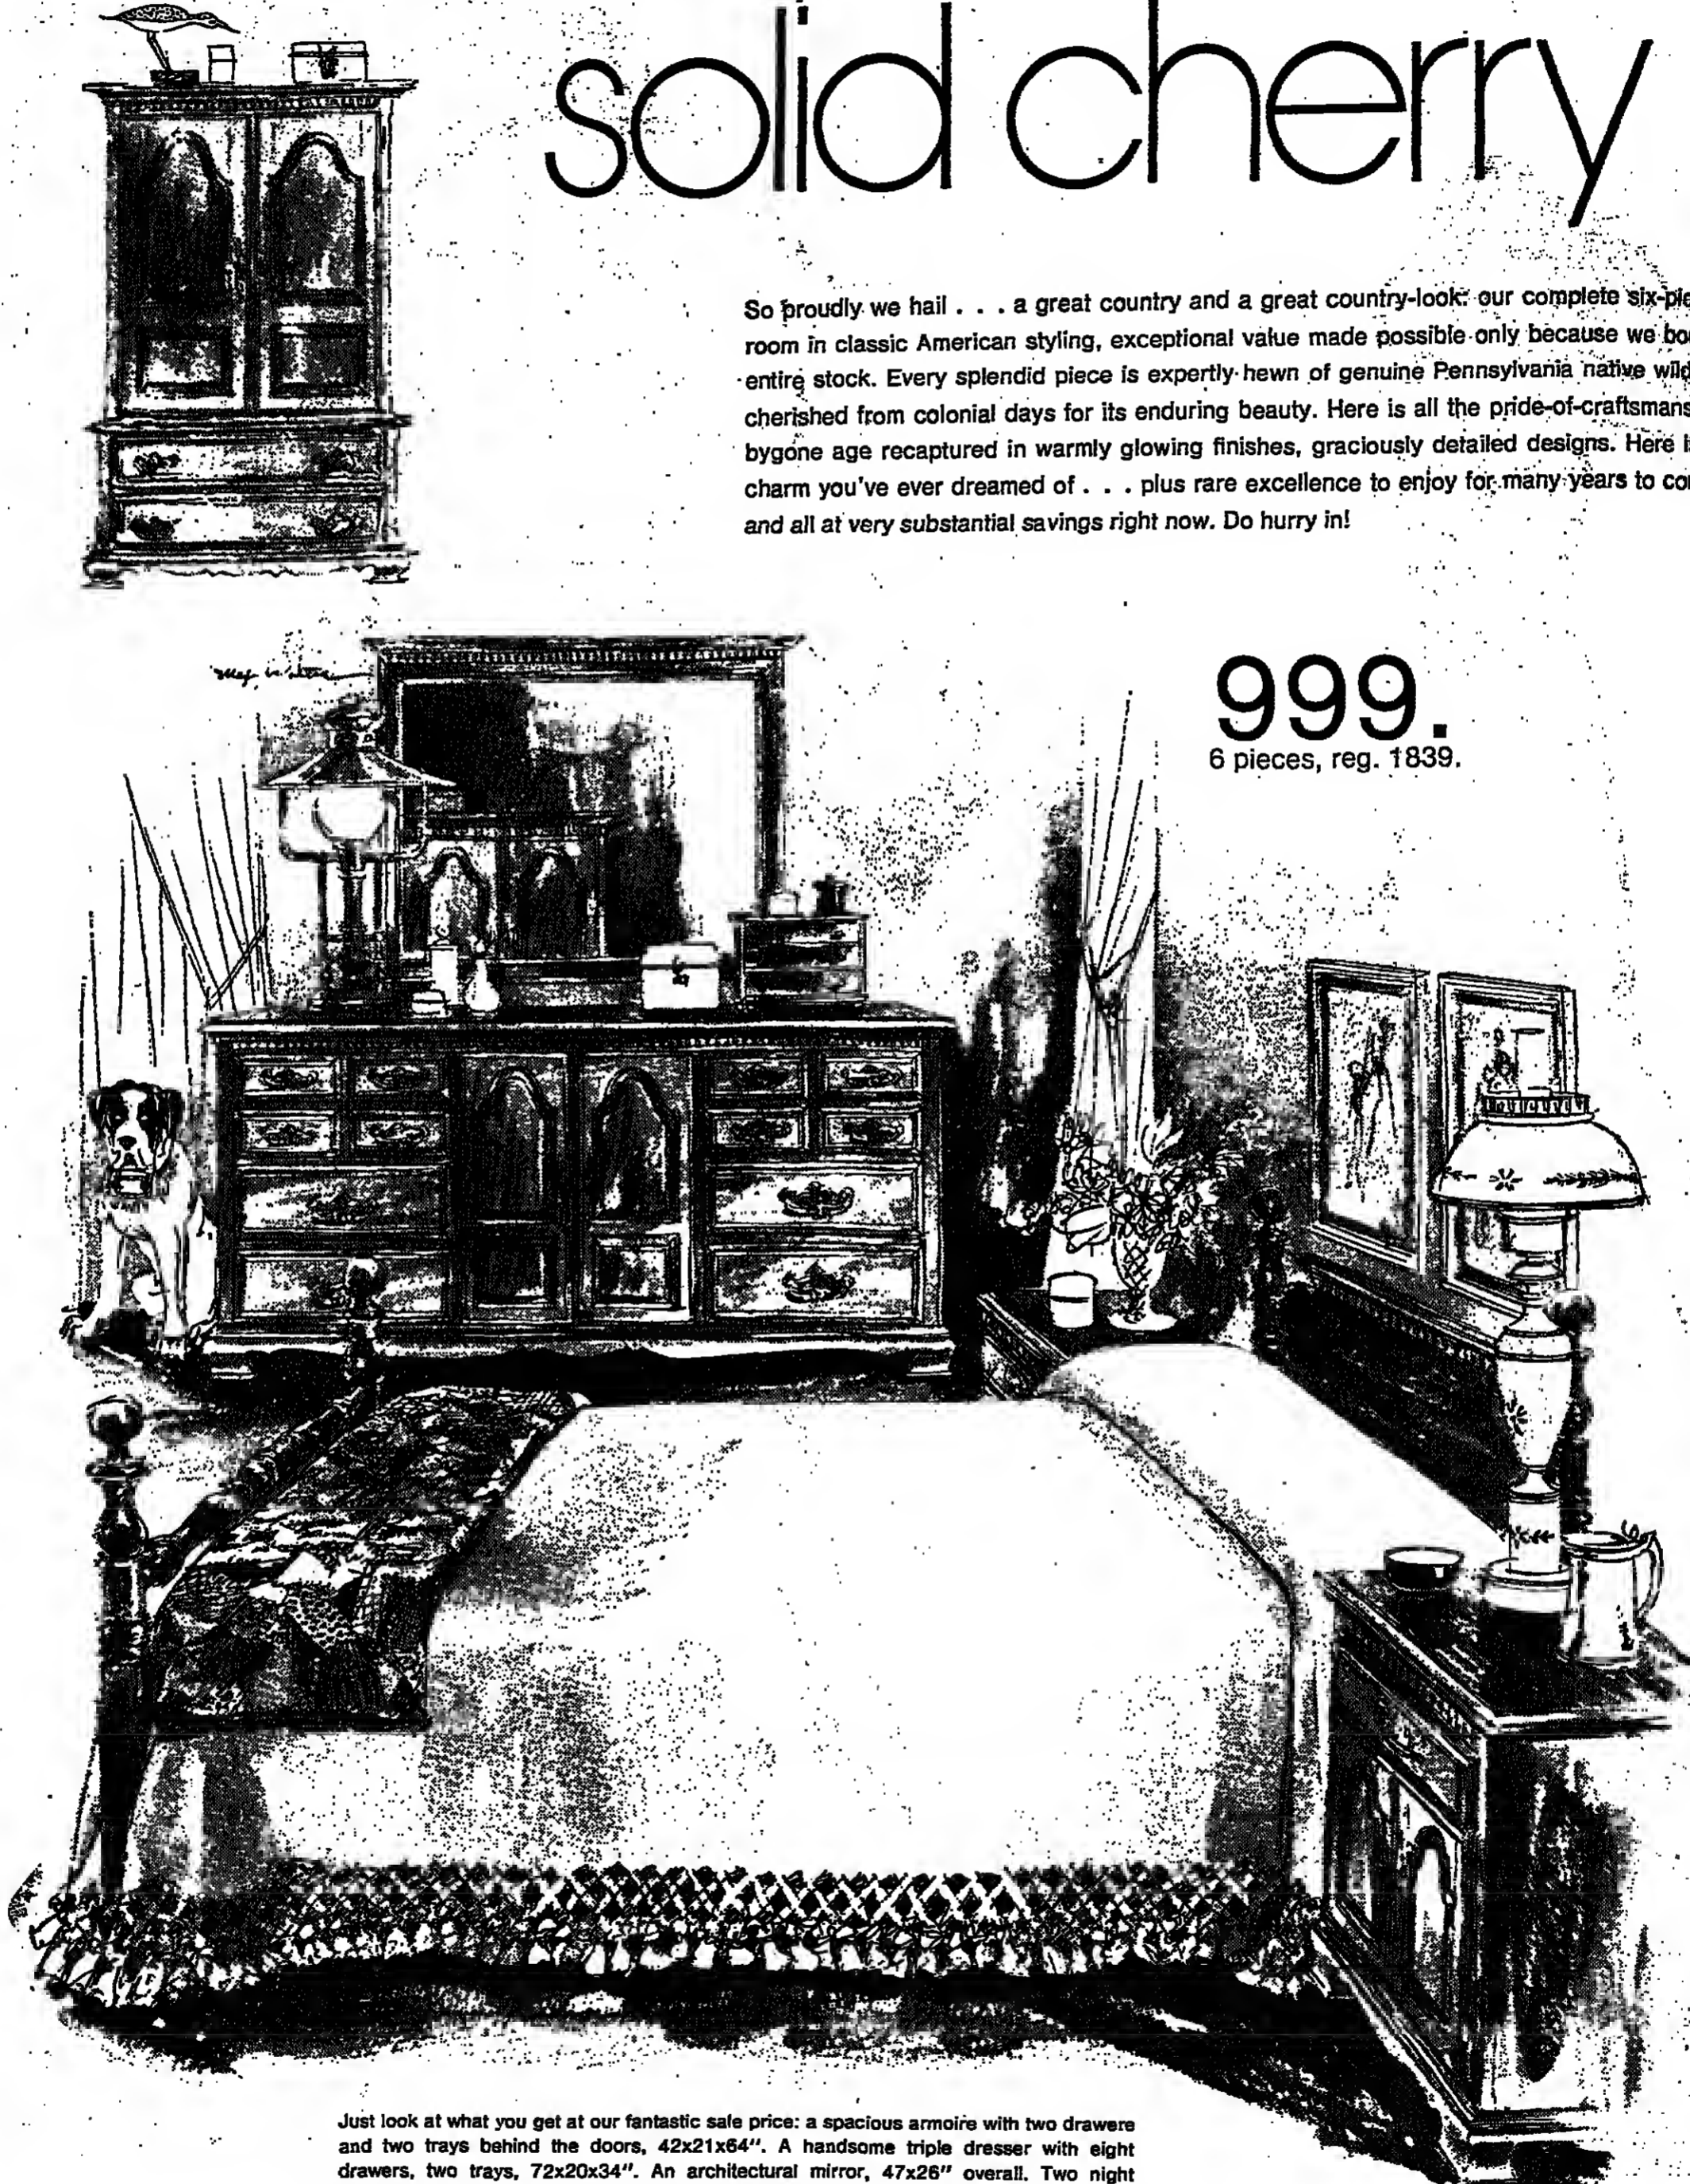 solid cherry
So proudly we hail . . . a great country and a great country-look: our complete six-pie
room in classic American styling, exceptional value made possible only because we bo
entire stock. Every splendid piece is expertly hewn of genuine Pennsylvania native wild
cherished from colonial days for its enduring beauty. Here is all the pride-of-craftsmans
bygone age recaptured in warmly glowing finishes, graciously detailed designs. Here i
charm you've ever dreamed of . . . plus rare excellence to enjoy for many years to co
and all at very substantial savings right now. Do hurry in!
999.
6 pieces, reg. 1839.
Just look at what you get at our fantastic sale price: a spacious armoire with two drawere
and two trays behind the doors, 42x21x64". A handsome triple dresser with eight
drawers, two trays, 72x20x34". An architectural mirror, 47x26" overall. Two night